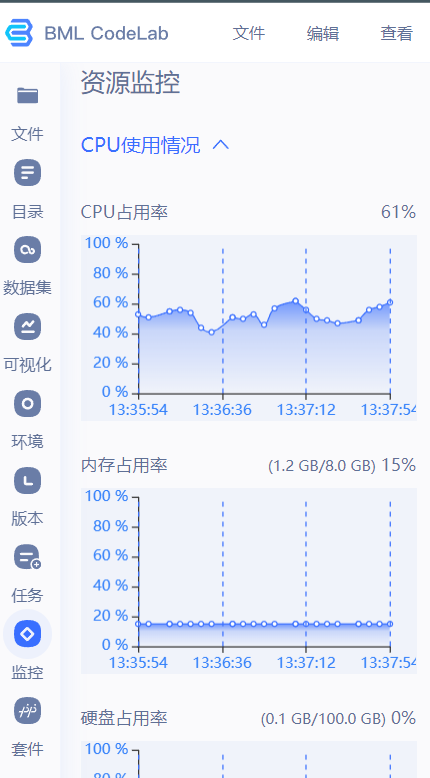 BML CodeLab 文件 编辑 查看
资源监控
文件
CPU使用情况
目录
CPU占用率 61%
100 %
80 %
数据集
60 %
40 %
可视化
20 %
0 %
13:35:54 13:36:36 13:37:12 13:37:54
环境
内存占用率 (1.2 GB/8.0 GB) 15%
100 %
版本
80 %
60 %
40 %
任务
20 %
0 %
13:35:54 13:36:36 13:37:12 13:37:54
监控
硬盘占用率 (0.1 GB/100.0 GB) 0%
套件
100 %
80 %